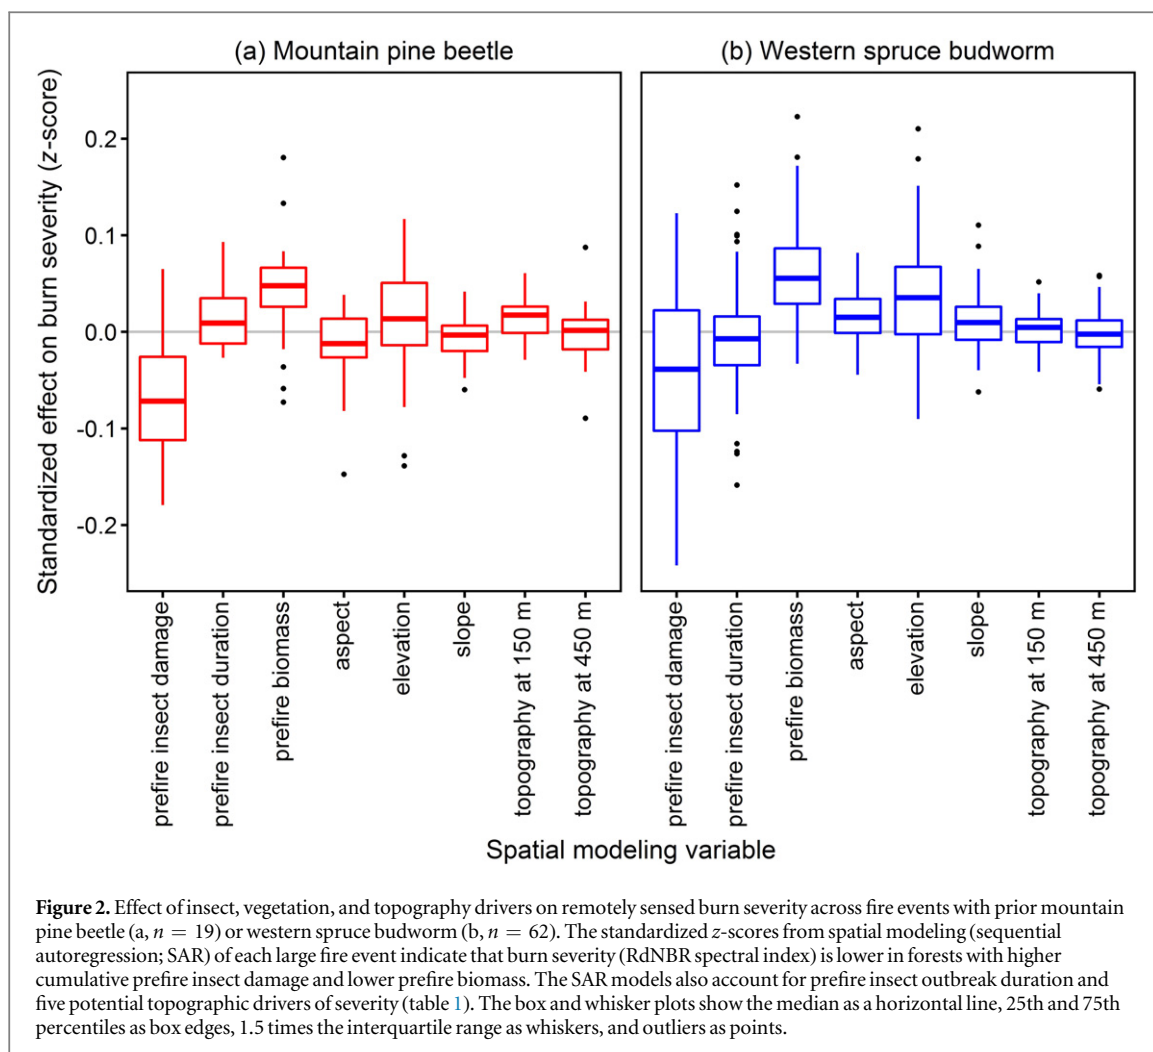 (a) Mountain pine beetle
(b) Western spruce budworm
Standardized effect on burn severity (z-score)
0.2
0.1
0.0
-0.1
-0.2
prefire insect damage
prefire insect duration
prefire biomass
aspect
elevation
slope
topography at 150 m
topography at 450 m
prefire insect damage
prefire insect duration
prefire biomass
aspect
elevation
slope
topography at 150 m
topography at 450 m
Spatial modeling variable
Figure 2. Effect of insect, vegetation, and topography drivers on remotely sensed burn severity across fire events with prior mountain
pine beetle (a, n = 19) or western spruce budworm (b, n = 62). The standardized z-scores from spatial modeling (sequential
autoregression; SAR) of each large fire event indicate that burn severity (RdNBR spectral index) is lower in forests with higher
cumulative prefire insect damage and lower prefire biomass. The SAR models also account for prefire insect outbreak duration and
five potential topographic drivers of severity (table 1). The box and whisker plots show the median as a horizontal line, 25th and 75th
percentiles as box edges, 1.5 times the interquartile range as whiskers, and outliers as points.